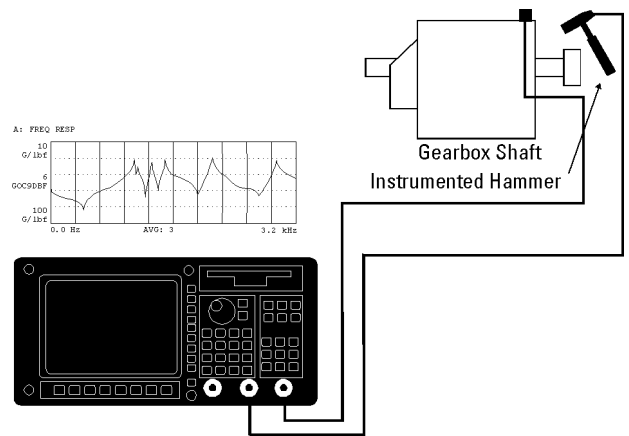 Gearbox Shaft
Instrumented Hammer
A: FREQ RESP
10
G/lbf
6
GOC9DBF
100
G/lbf
0.0 Hz AVG: 3 3.2 kHz